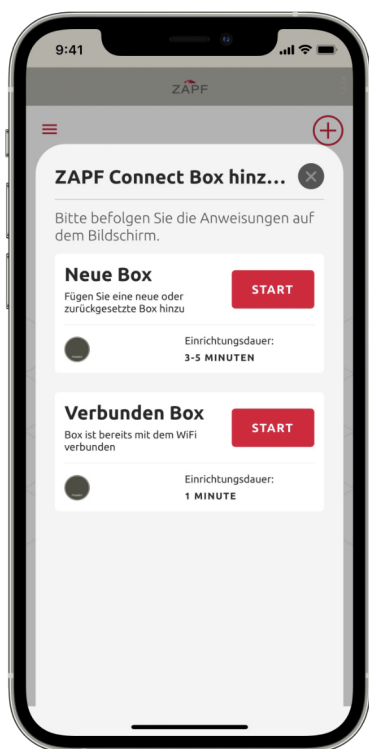 9:41
ZAPF
ZAPF Connect Box hinz...
Bitte befolgen Sie die Anweisungen auf
dem Bildschirm.
Neue Box
Fügen Sie eine neue oder
zurückgesetzte Box hinzu
START
Einrichtungsdauer:
3-5 MINUTEN
Verbunden Box
Box ist bereits mit dem WiFi
verbunden
START
Einrichtungsdauer:
1 MINUTE